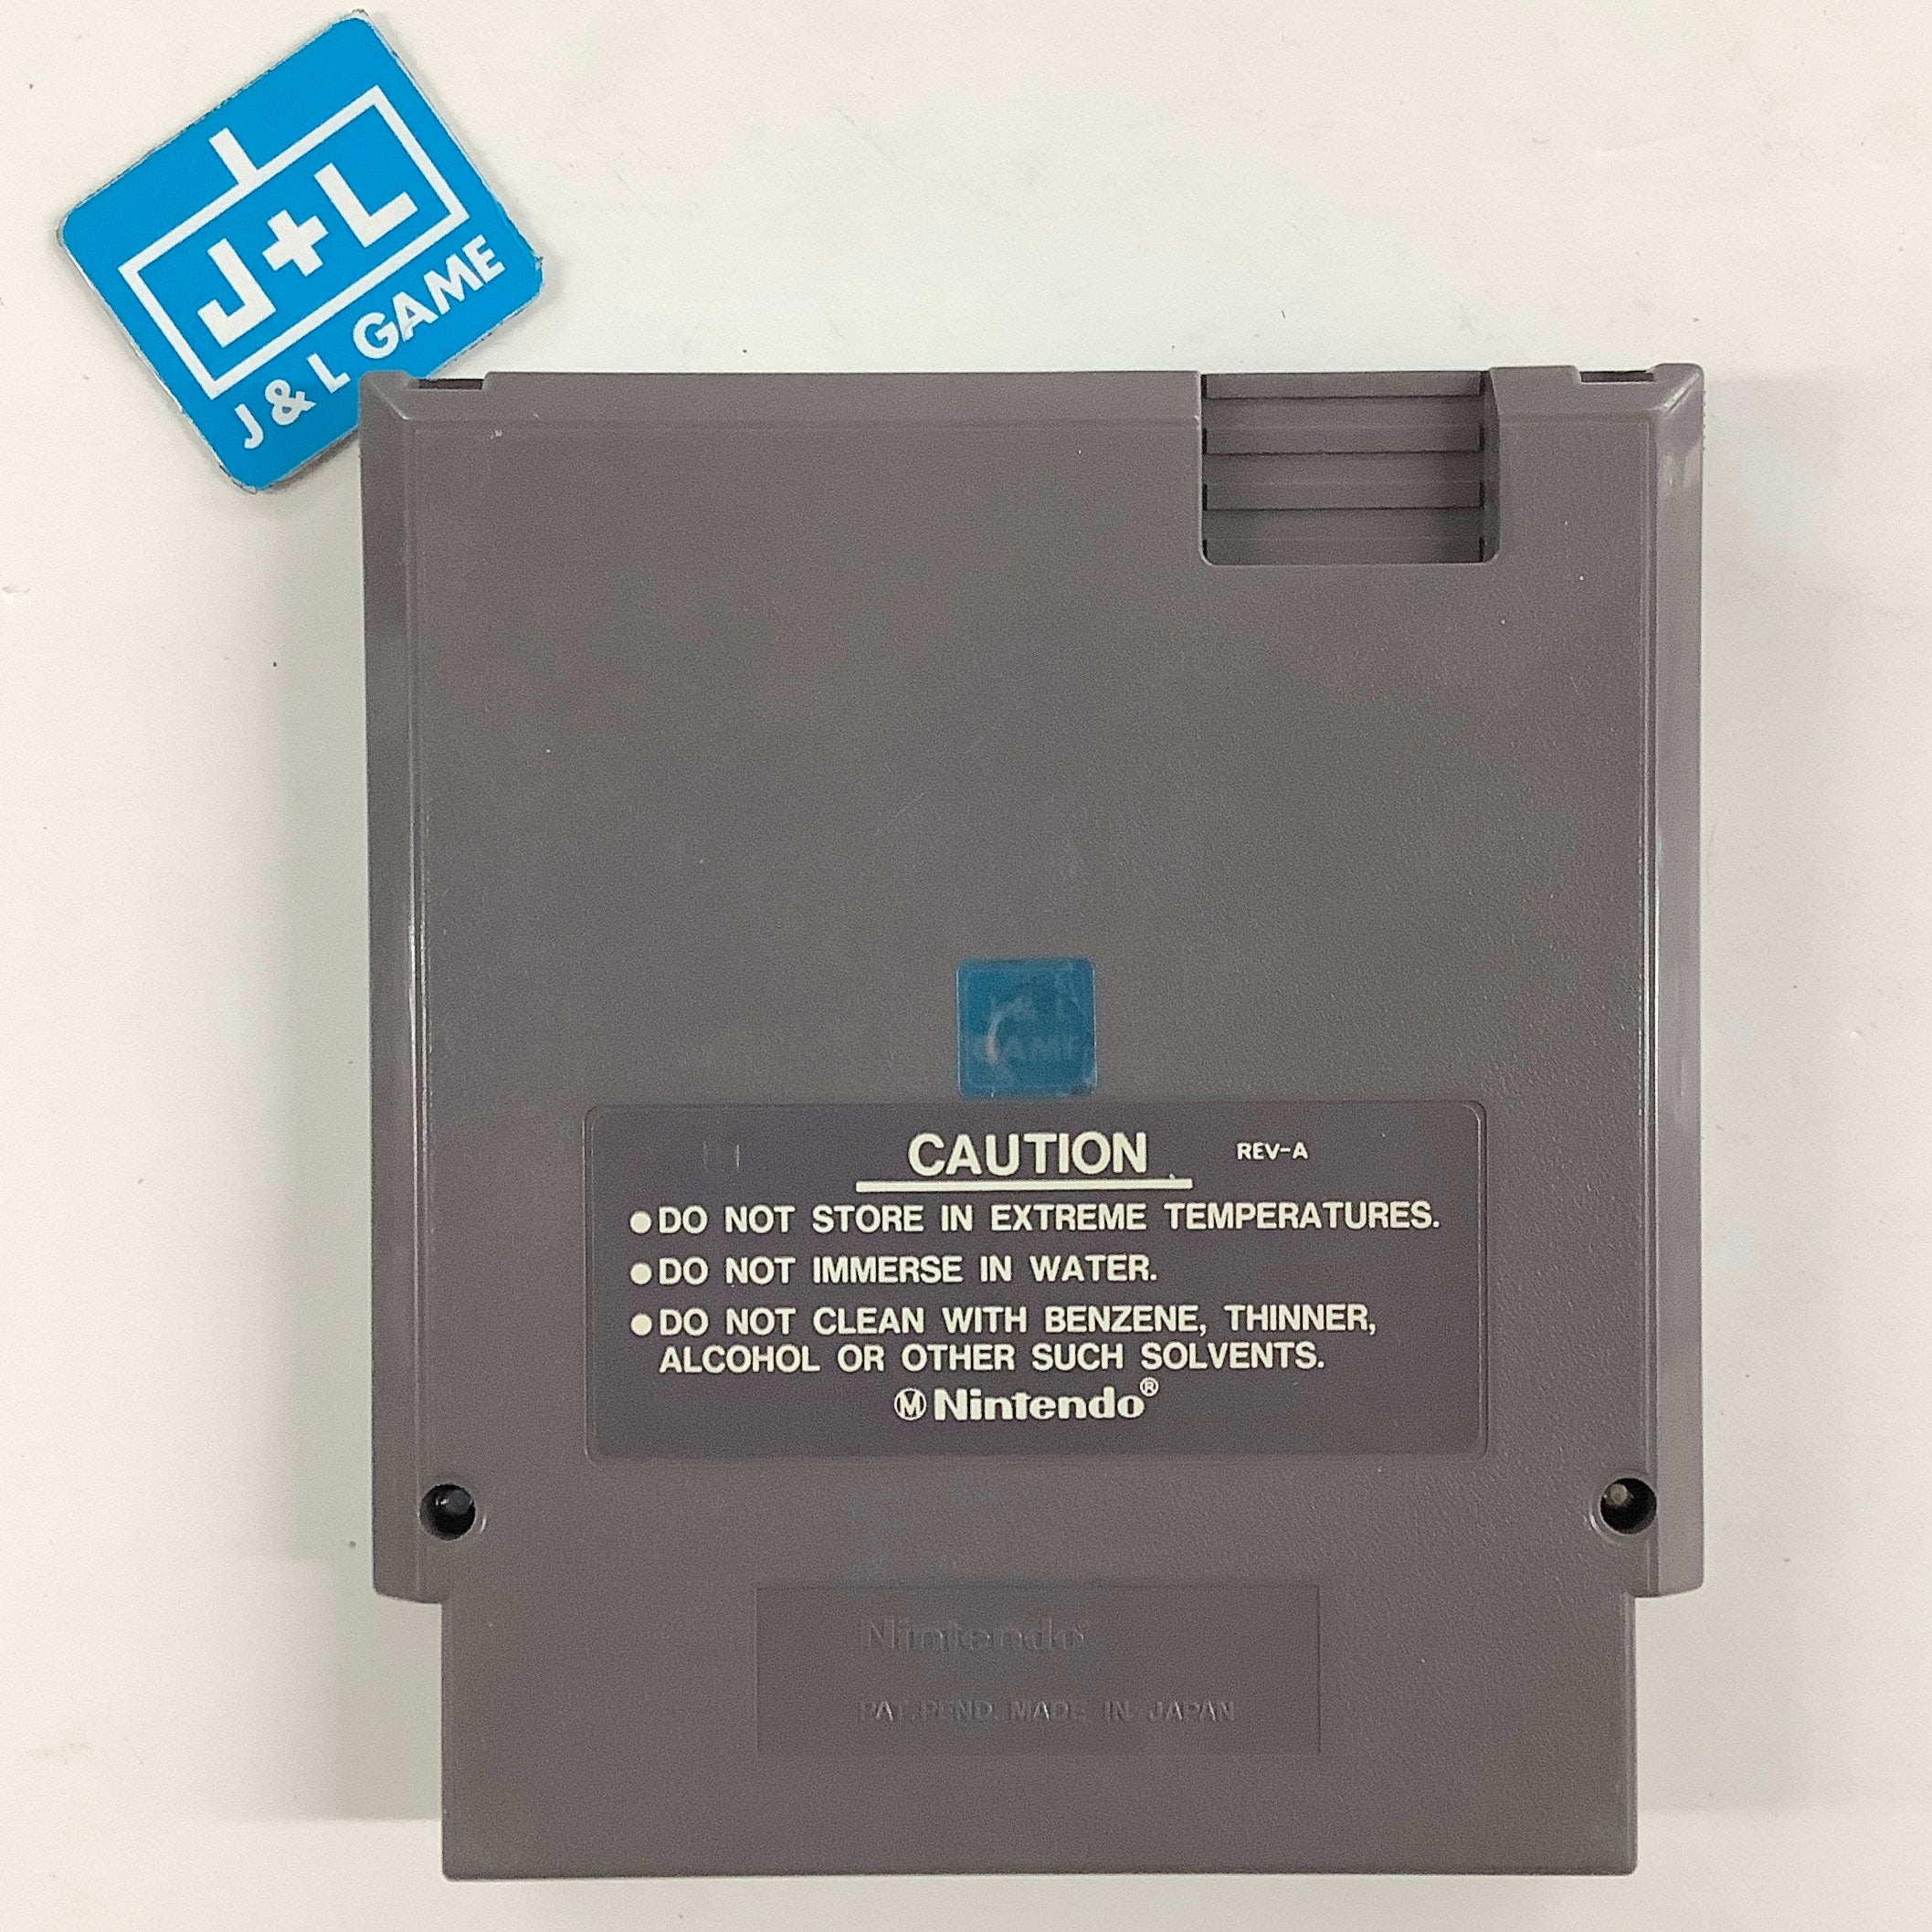 J+L
J & L GAME
J & L
GAME
CAUTION REV-A
●DO NOT STORE IN EXTREME TEMPERATURES.
●DO NOT IMMERSE IN WATER.
●DO NOT CLEAN WITH BENZENE, THINNER,
ALCOHOL OR OTHER SUCH SOLVENTS.
Ⓜ Nintendo®
Nintendo®
PAT.PEND. MADE IN JAPAN